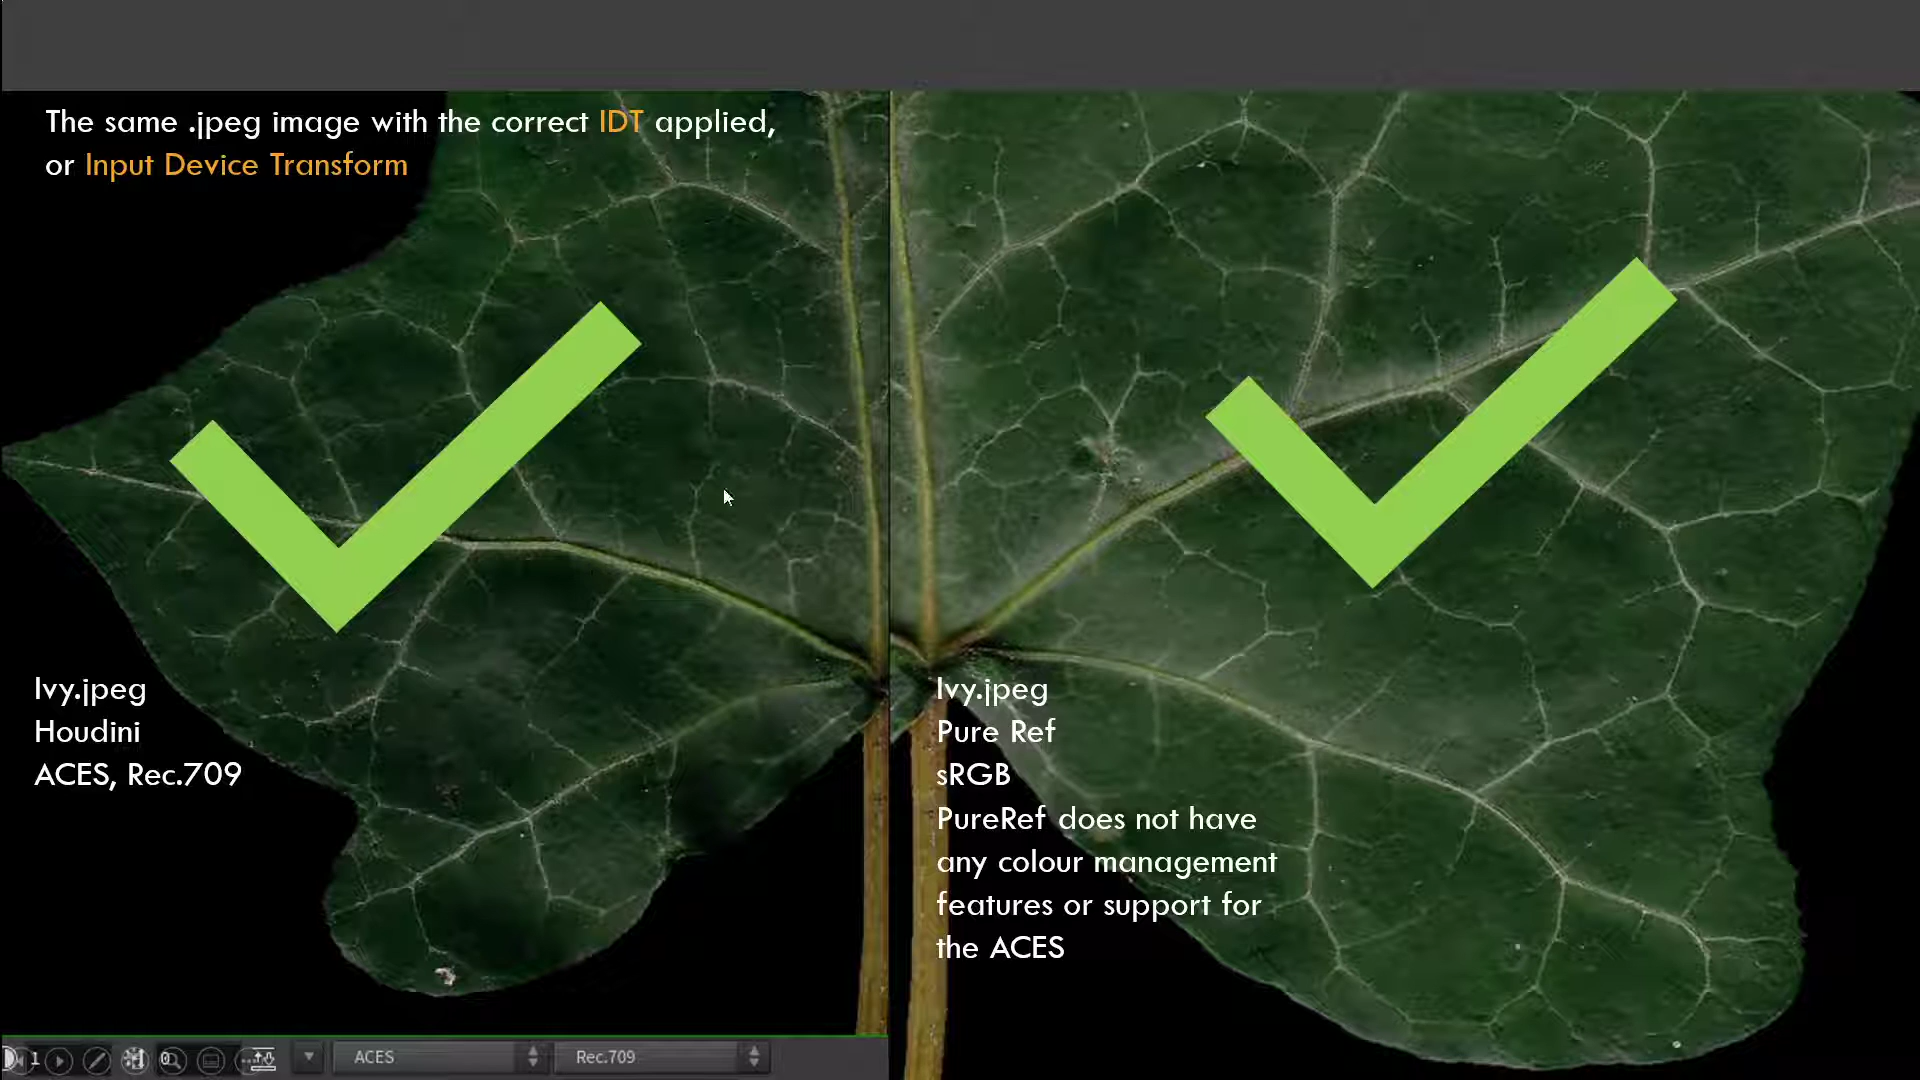 The same .jpeg image with the correct IDT applied,
or Input Device Transform
Ivy.jpeg
Houdini
ACES, Rec.709
Ivy.jpeg
Pure Ref
sRGB
PureRef does not have
any colour management
features or support for
the ACES
1
0
ACES
Rec.709